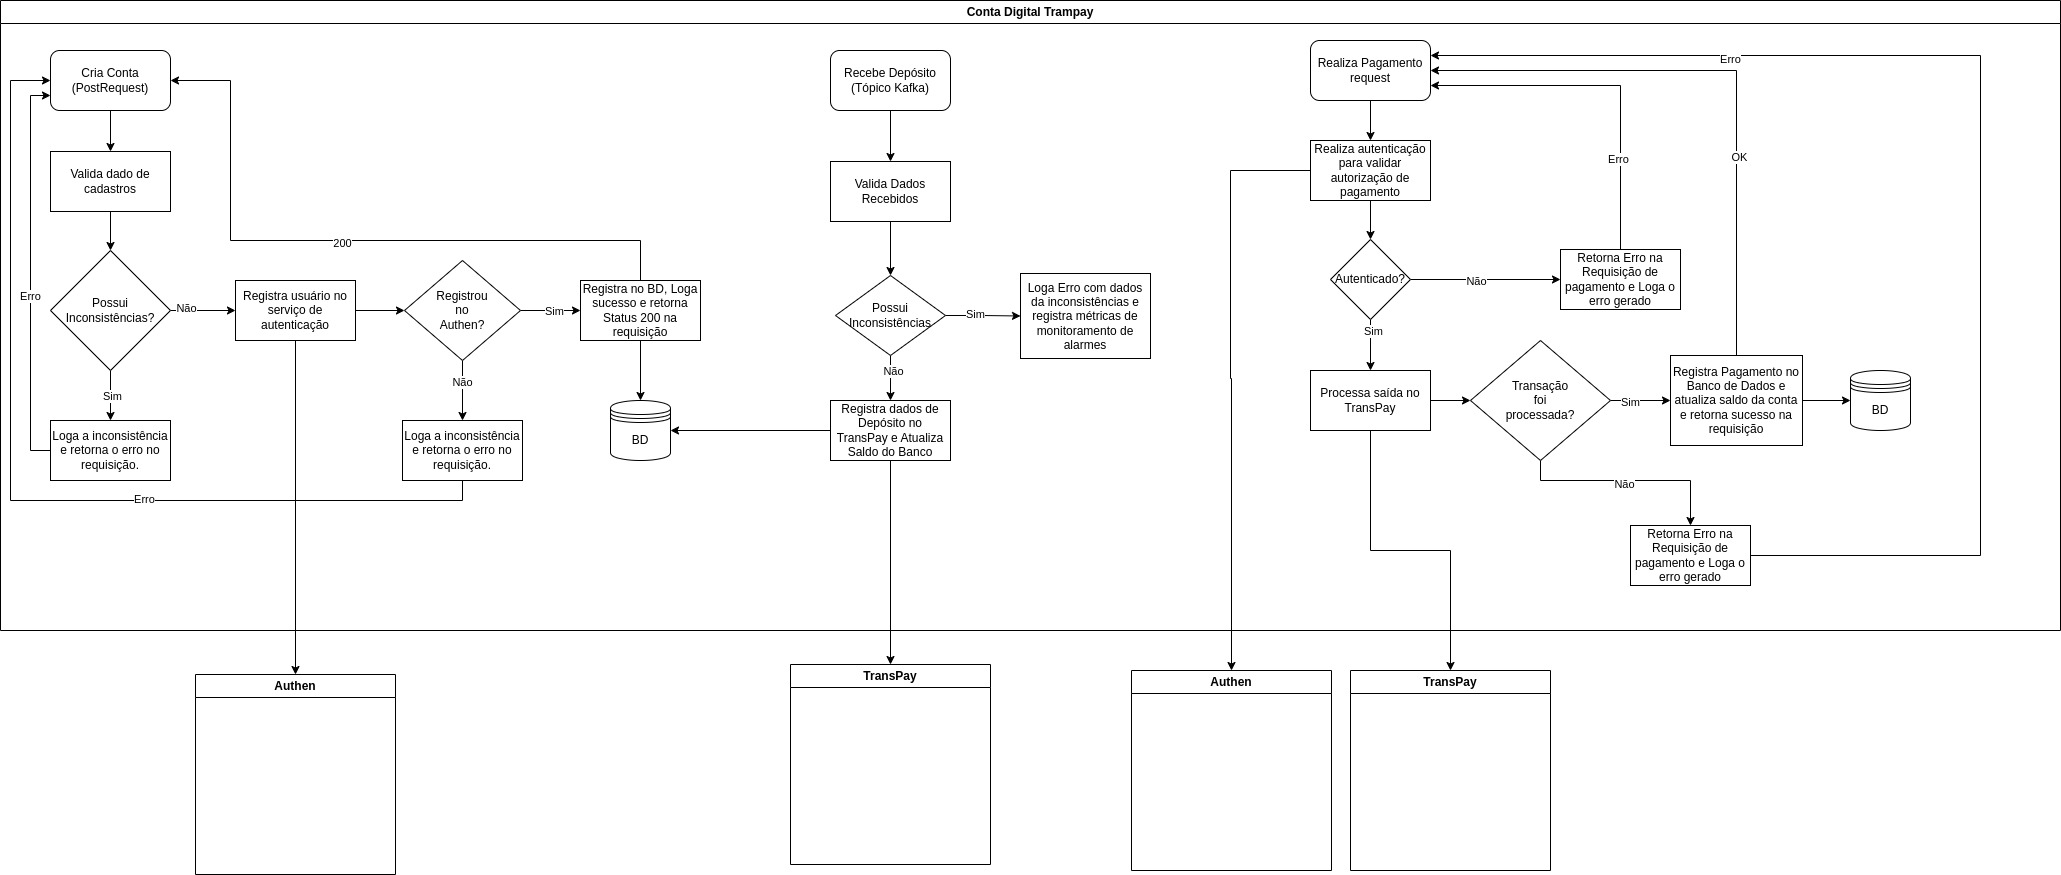 Conta Digital Trampay
Cria Conta
(PostRequest)
Valida dado de
cadastros
Possui
Inconsistências?
Não
Sim
Erro
Loga a inconsistência
e retorna o erro no
requisição.
Erro
Registra usuário no
serviço de
autenticação
Registrou
no
Authen?
Sim
Não
Loga a inconsistência
e retorna o erro no
requisição.
200
Registra no BD, Loga
sucesso e retorna
Status 200 na
requisição
BD
Recebe Depósito
(Tópico Kafka)
Valida Dados
Recebidos
Possui
Inconsistências
Sim
Não
Loga Erro com dados
da inconsistências e
registra métricas de
monitoramento de
alarmes
Registra dados de
Depósito no
TransPay e Atualiza
Saldo do Banco
Realiza Pagamento
request
Erro
Realiza autenticação
para validar
autorização de
pagamento
Erro
OK
Autenticado?
Não
Sim
Retorna Erro na
Requisição de
pagamento e Loga o
erro gerado
Processa saída no
TransPay
Transação
foi
processada?
Sim
Não
Registra Pagamento no
Banco de Dados e
atualiza saldo da conta
e retorna sucesso na
requisição
BD
Retorna Erro na
Requisição de
pagamento e Loga o
erro gerado
Authen
TransPay
Authen
TransPay